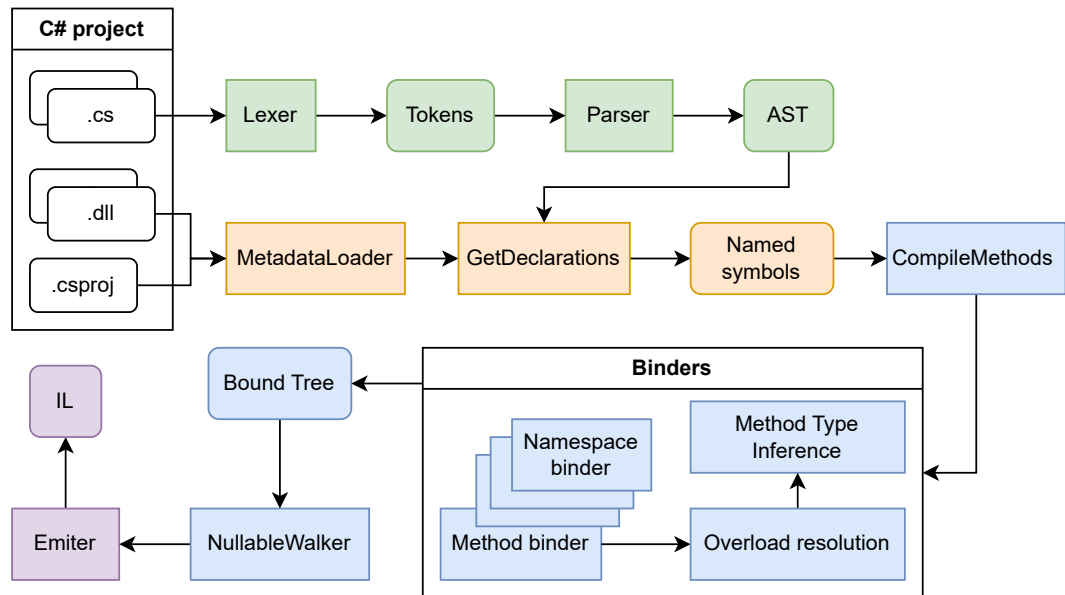 C# project
.cs
Lexer
Tokens
Parser
AST
.dll
.csproj
MetadataLoader
GetDeclarations
Named
symbols
CompileMethods
Binders
Namespace
binder
Method binder
Overload resolution
Method Type
Inference
Bound Tree
NullableWalker
Emiter
IL